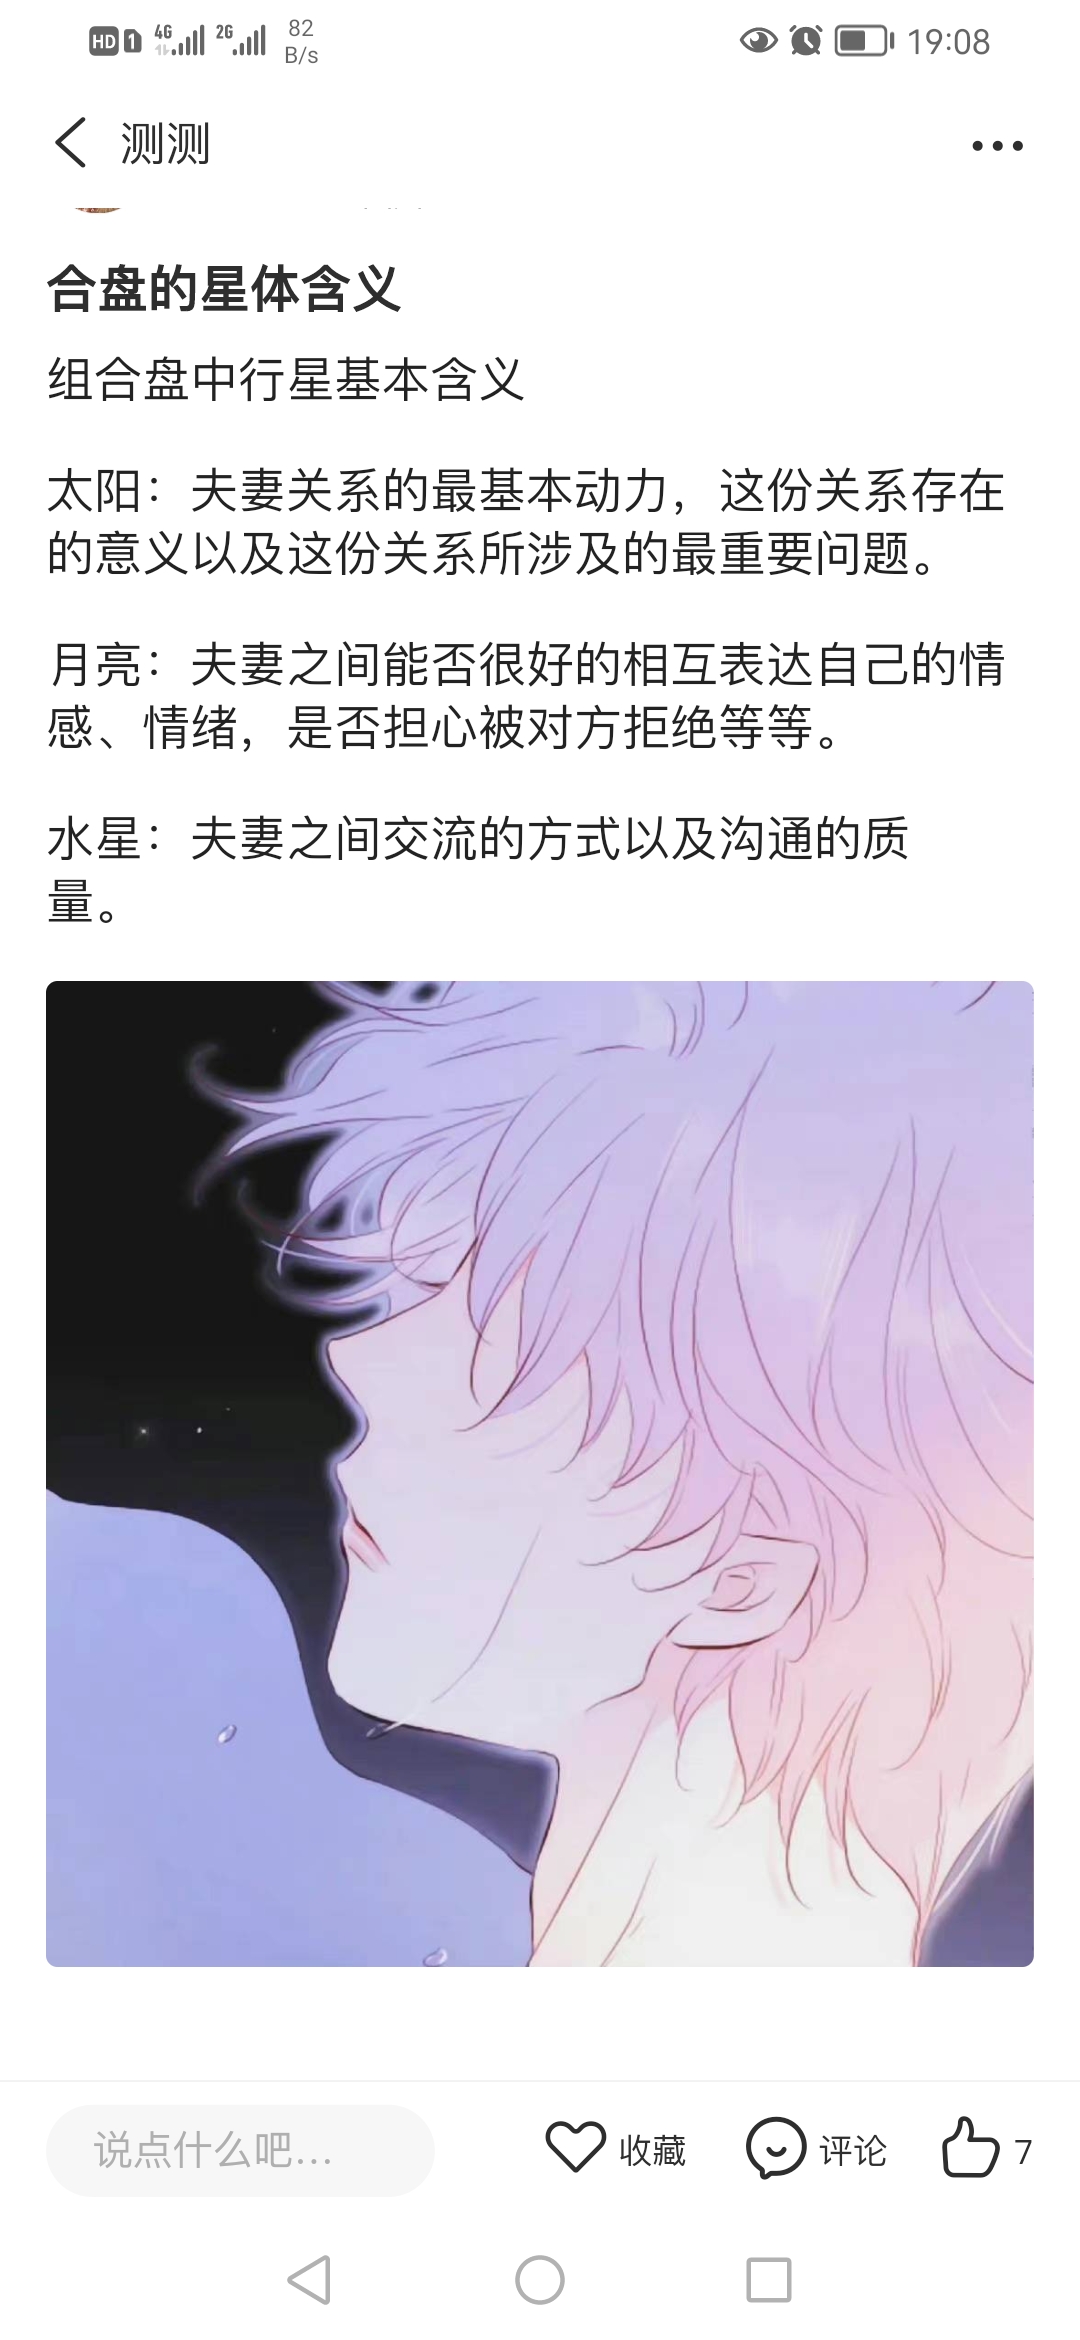 HD 1 4G 2G 82 B/s 19:08
测测
合盘的星体含义
组合盘中行星基本含义
太阳：夫妻关系的最基本动力，这份关系存在
的意义以及这份关系所涉及的最重要问题。
月亮：夫妻之间能否很好的相互表达自己的情
感、情绪，是否担心被对方拒绝等等。
水星：夫妻之间交流的方式以及沟通的质
量。
说点什么吧... 收藏 评论 7